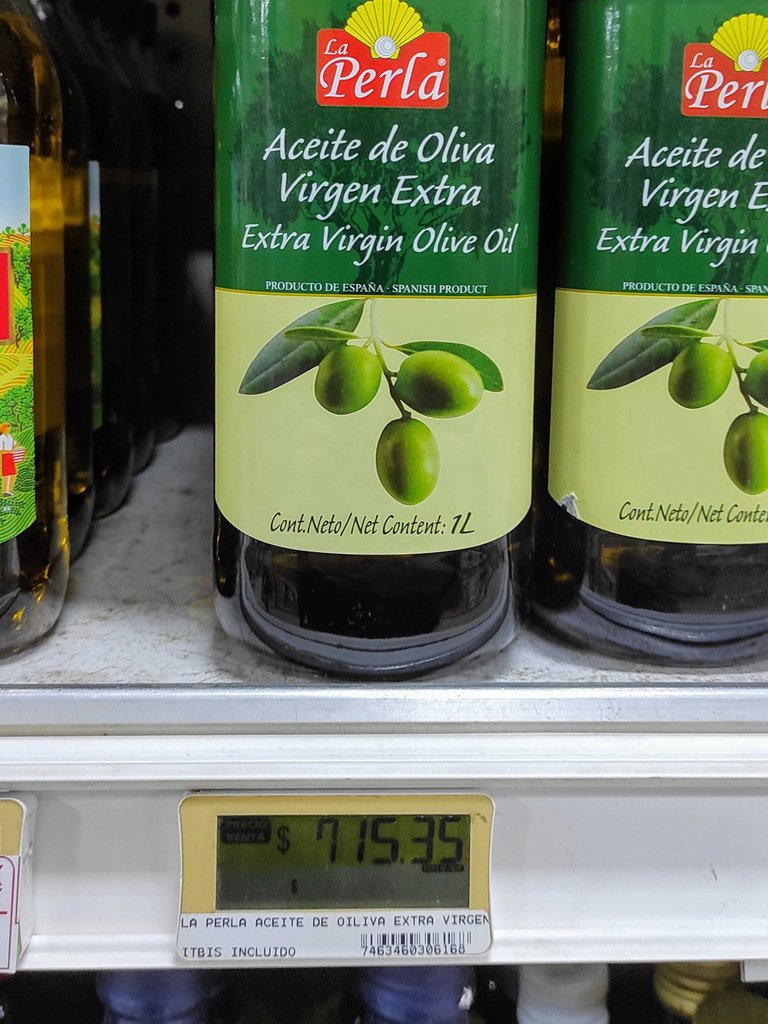 La
Perla®
Aceite de Oliva
Virgen Extra
Extra Virgin Olive Oil
PRODUCTO DE ESPAÑA · SPANISH PRODUCT
Cont.Neto/Net Content: 1L
La
Perl
Aceite de
Virgen E
Extra Virgin
PRODUCTO DE ESPAÑA · SPAN
Cont.Neto/Net Conten
PRECIO
VENTA
$ 715.35
$
LA PERLA ACEITE DE OILIVA EXTRA VIRGEN
ITBIS INCLUIDO
7463460306168